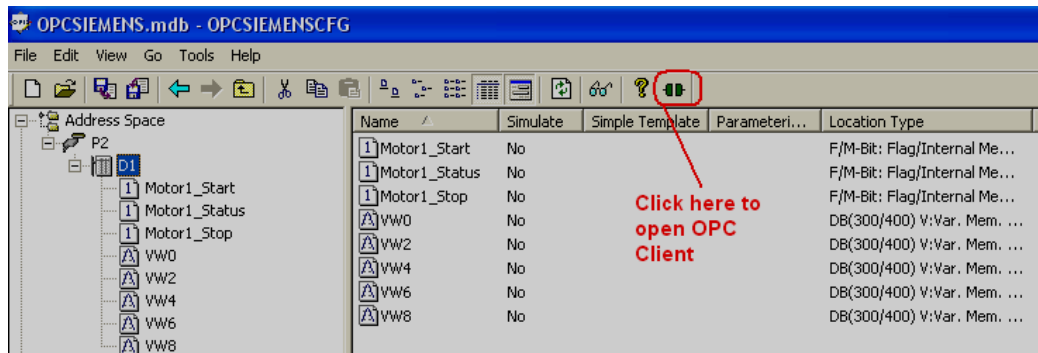 OPCSIEMENS.mdb - OPCSIEMENSCFG
File Edit View Go Tools Help
Address Space
P2
D1
Motor1_Start
Motor1_Status
Motor1_Stop
VW0
VW2
VW4
VW6
VW8
Name Simulate Simple Template Parameteri... Location Type
Motor1_Start No F/M-Bit: Flag/Internal Me...
Motor1_Status No F/M-Bit: Flag/Internal Me...
Motor1_Stop No F/M-Bit: Flag/Internal Me...
VW0 No DB(300/400) V:Var. Mem. ...
VW2 No DB(300/400) V:Var. Mem. ...
VW4 No DB(300/400) V:Var. Mem. ...
VW6 No DB(300/400) V:Var. Mem. ...
VW8 No DB(300/400) V:Var. Mem. ...
Click here to
open OPC
Client